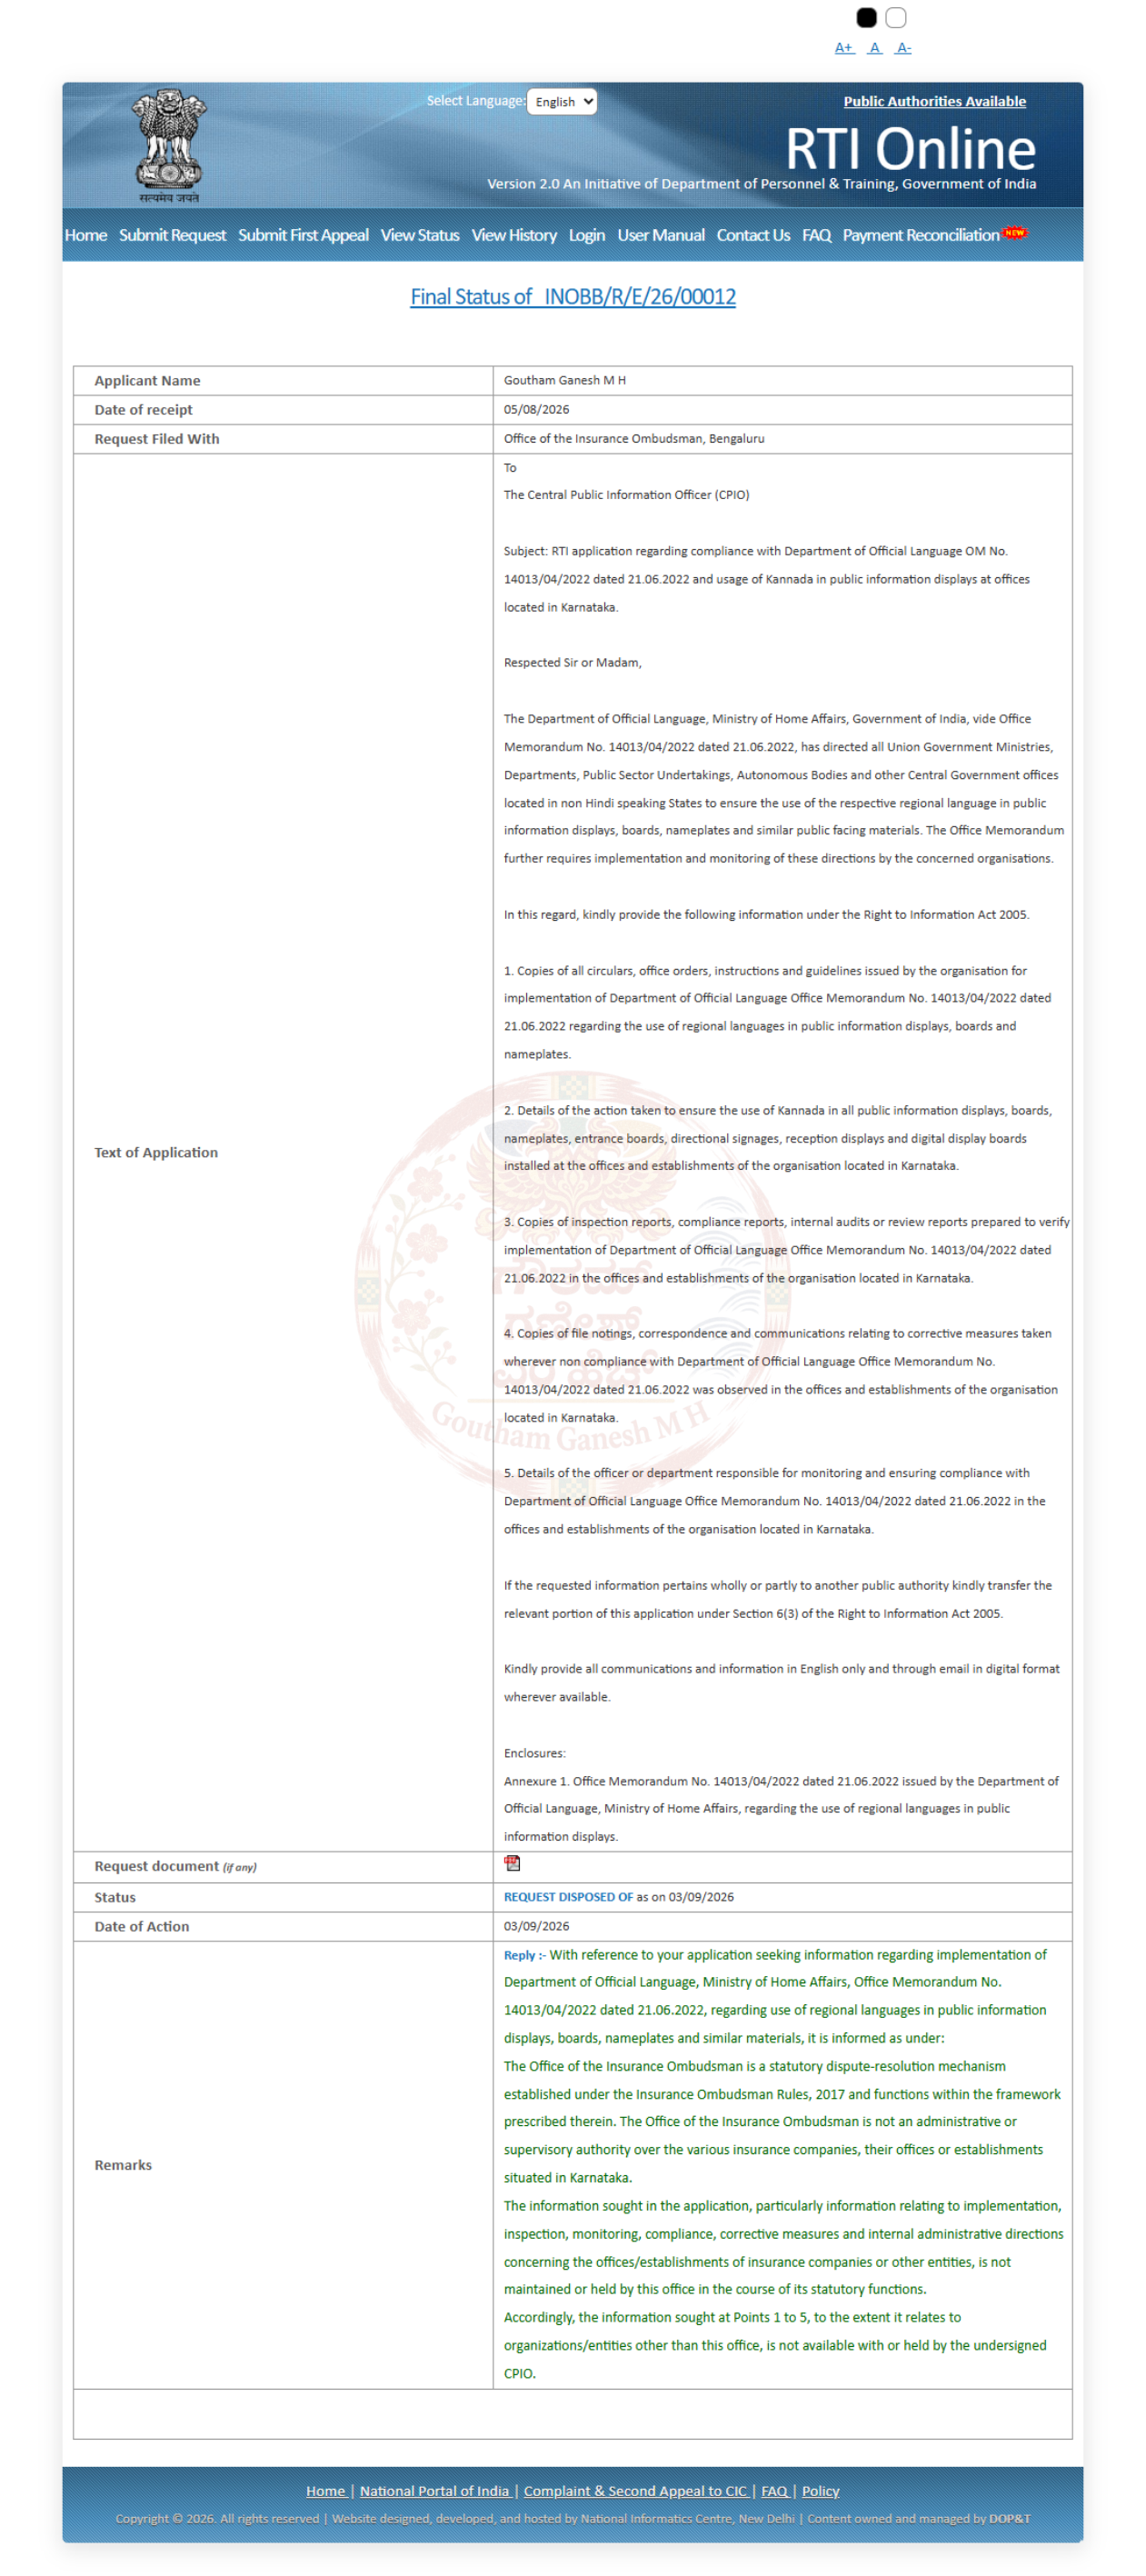 A+ A A-
Select Language: English
Public Authorities Available
RTI Online
Version 2.0 An Initiative of Department of Personnel & Training, Government of India
सत्यमेव जयते
Home Submit Request Submit First Appeal View Status View History Login User Manual Contact Us FAQ Payment Reconciliation NEW
Final Status of INOBB/R/E/26/00012
Applicant Name Goutham Ganesh M H
Date of receipt 05/08/2026
Request Filed With Office of the Insurance Ombudsman, Bengaluru
Text of Application
To
The Central Public Information Officer (CPIO)
Subject: RTI application regarding compliance with Department of Official Language OM No.
14013/04/2022 dated 21.06.2022 and usage of Kannada in public information displays at offices
located in Karnataka.
Respected Sir or Madam,
The Department of Official Language, Ministry of Home Affairs, Government of India, vide Office
Memorandum No. 14013/04/2022 dated 21.06.2022, has directed all Union Government Ministries,
Departments, Public Sector Undertakings, Autonomous Bodies and other Central Government offices
located in non Hindi speaking States to ensure the use of the respective regional language in public
information displays, boards, nameplates and similar public facing materials. The Office Memorandum
further requires implementation and monitoring of these directions by the concerned organisations.
In this regard, kindly provide the following information under the Right to Information Act 2005.
1. Copies of all circulars, office orders, instructions and guidelines issued by the organisation for
implementation of Department of Official Language Office Memorandum No. 14013/04/2022 dated
21.06.2022 regarding the use of regional languages in public information displays, boards and
nameplates.
2. Details of the action taken to ensure the use of Kannada in all public information displays, boards,
nameplates, entrance boards, directional signages, reception displays and digital display boards
installed at the offices and establishments of the organisation located in Karnataka.
3. Copies of inspection reports, compliance reports, internal audits or review reports prepared to verify
implementation of Department of Official Language Office Memorandum No. 14013/04/2022 dated
21.06.2022 in the offices and establishments of the organisation located in Karnataka.
4. Copies of file notings, correspondence and communications relating to corrective measures taken
wherever non compliance with Department of Official Language Office Memorandum No.
14013/04/2022 dated 21.06.2022 was observed in the offices and establishments of the organisation
located in Karnataka.
5. Details of the officer or department responsible for monitoring and ensuring compliance with
Department of Official Language Office Memorandum No. 14013/04/2022 dated 21.06.2022 in the
offices and establishments of the organisation located in Karnataka.
If the requested information pertains wholly or partly to another public authority kindly transfer the
relevant portion of this application under Section 6(3) of the Right to Information Act 2005.
Kindly provide all communications and information in English only and through email in digital format
wherever available.
Enclosures:
Annexure 1. Office Memorandum No. 14013/04/2022 dated 21.06.2022 issued by the Department of
Official Language, Ministry of Home Affairs, regarding the use of regional languages in public
information displays.
ಗೌತಮ್
ಗಣೇಶ್
ಎಂ ಹೆಚ್
Goutham Ganesh M H
Request document (if any)
Status REQUEST DISPOSED OF as on 03/09/2026
Date of Action 03/09/2026
Remarks
Reply :- With reference to your application seeking information regarding implementation of
Department of Official Language, Ministry of Home Affairs, Office Memorandum No.
14013/04/2022 dated 21.06.2022, regarding use of regional languages in public information
displays, boards, nameplates and similar materials, it is informed as under:
The Office of the Insurance Ombudsman is a statutory dispute-resolution mechanism
established under the Insurance Ombudsman Rules, 2017 and functions within the framework
prescribed therein. The Office of the Insurance Ombudsman is not an administrative or
supervisory authority over the various insurance companies, their offices or establishments
situated in Karnataka.
The information sought in the application, particularly information relating to implementation,
inspection, monitoring, compliance, corrective measures and internal administrative directions
concerning the offices/establishments of insurance companies or other entities, is not
maintained or held by this office in the course of its statutory functions.
Accordingly, the information sought at Points 1 to 5, to the extent it relates to
organizations/entities other than this office, is not available with or held by the undersigned
CPIO.
Home | National Portal of India | Complaint & Second Appeal to CIC | FAQ | Policy
Copyright © 2026. All rights reserved | Website designed, developed, and hosted by National Informatics Centre, New Delhi | Content owned and managed by DOP&T